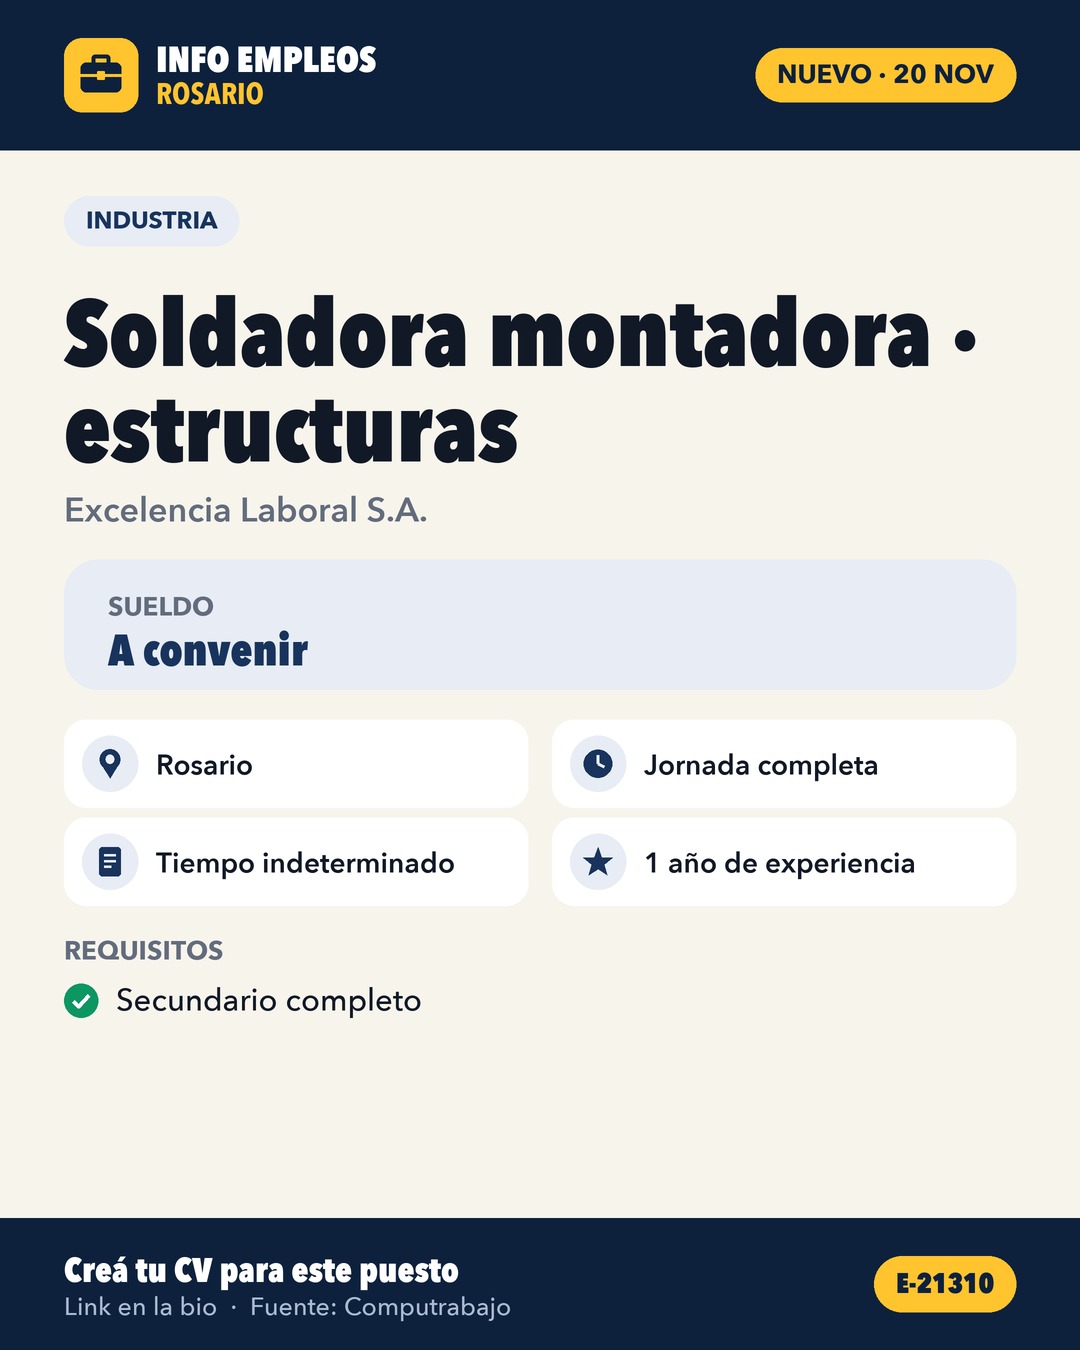 INFO EMPLEOS
ROSARIO
NUEVO · 20 NOV
INDUSTRIA
Soldadora montadora ·
estructuras
Excelencia Laboral S.A.
SUELDO
A convenir
Rosario
Jornada completa
Tiempo indeterminado
1 año de experiencia
REQUISITOS
Secundario completo
Creá tu CV para este puesto
Link en la bio · Fuente: Computrabajo
E-21310